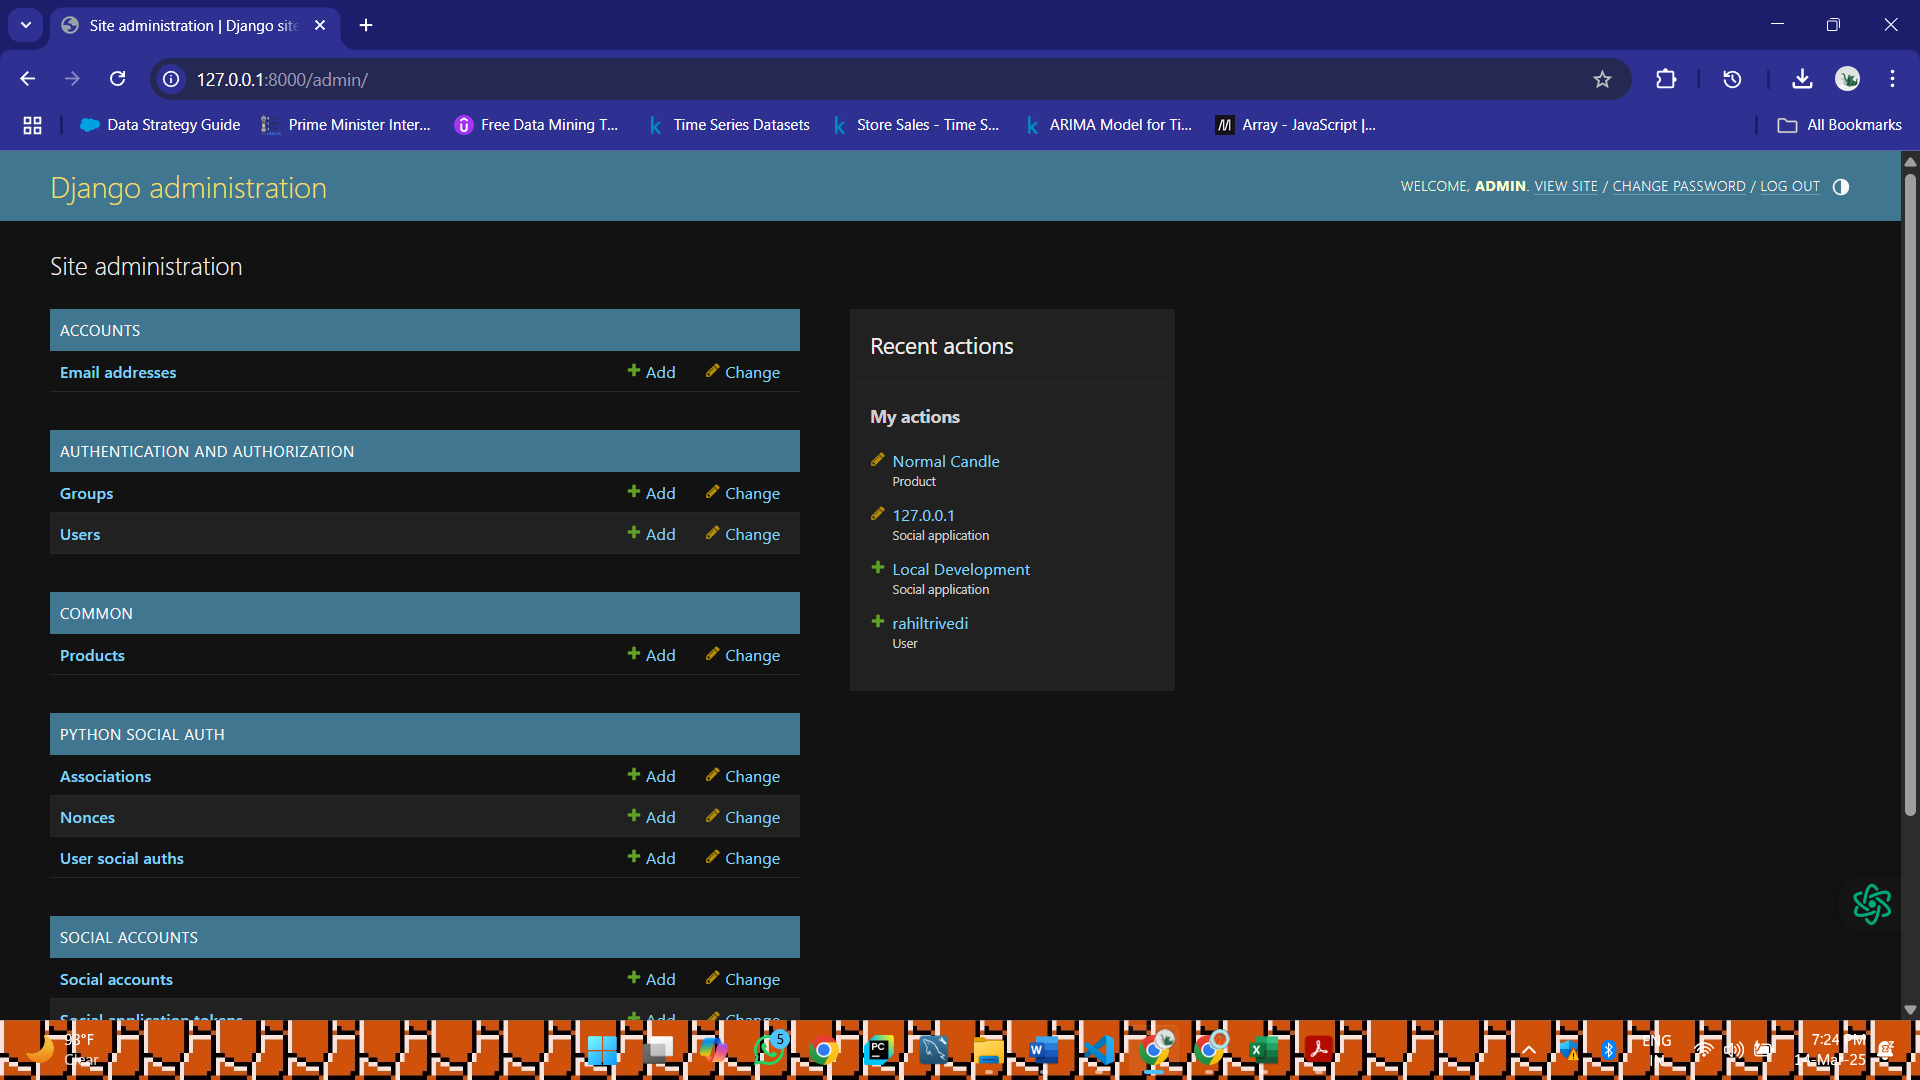 Site administration | Django site
127.0.0.1:8000/admin/
Data Strategy Guide
Prime Minister Inter...
Free Data Mining T...
Time Series Datasets
Store Sales - Time S...
ARIMA Model for Ti...
Array - JavaScript |...
All Bookmarks
Django administration
WELCOME, ADMIN. VIEW SITE / CHANGE PASSWORD / LOG OUT
Site administration
ACCOUNTS
Email addresses Add Change
AUTHENTICATION AND AUTHORIZATION
Groups Add Change
Users Add Change
COMMON
Products Add Change
PYTHON SOCIAL AUTH
Associations Add Change
Nonces Add Change
User social auths Add Change
SOCIAL ACCOUNTS
Social accounts Add Change
Social application tokens Add Change
Recent actions
My actions
Normal Candle
Product
127.0.0.1
Social application
Local Development
Social application
rahiltrivedi
User
Clear
5
PC
ENG
IN
7:24 PM
14-Mar-25